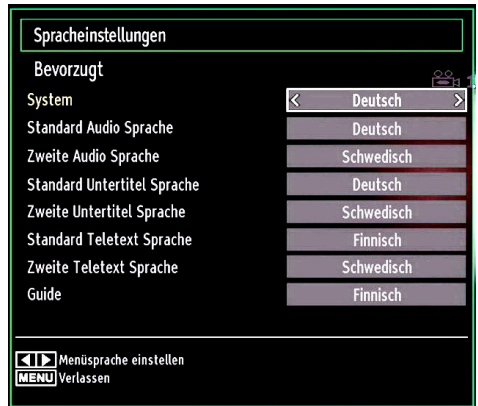 Spracheinstellungen
Bevorzugt
System < Deutsch >
Standard Audio Sprache Deutsch
Zweite Audio Sprache Schwedisch
Standard Untertitel Sprache Deutsch
Zweite Untertitel Sprache Schwedisch
Standard Teletext Sprache Finnisch
Zweite Teletext Sprache Schwedisch
Guide Finnisch
Menüsprache einstellen
MENU Verlassen